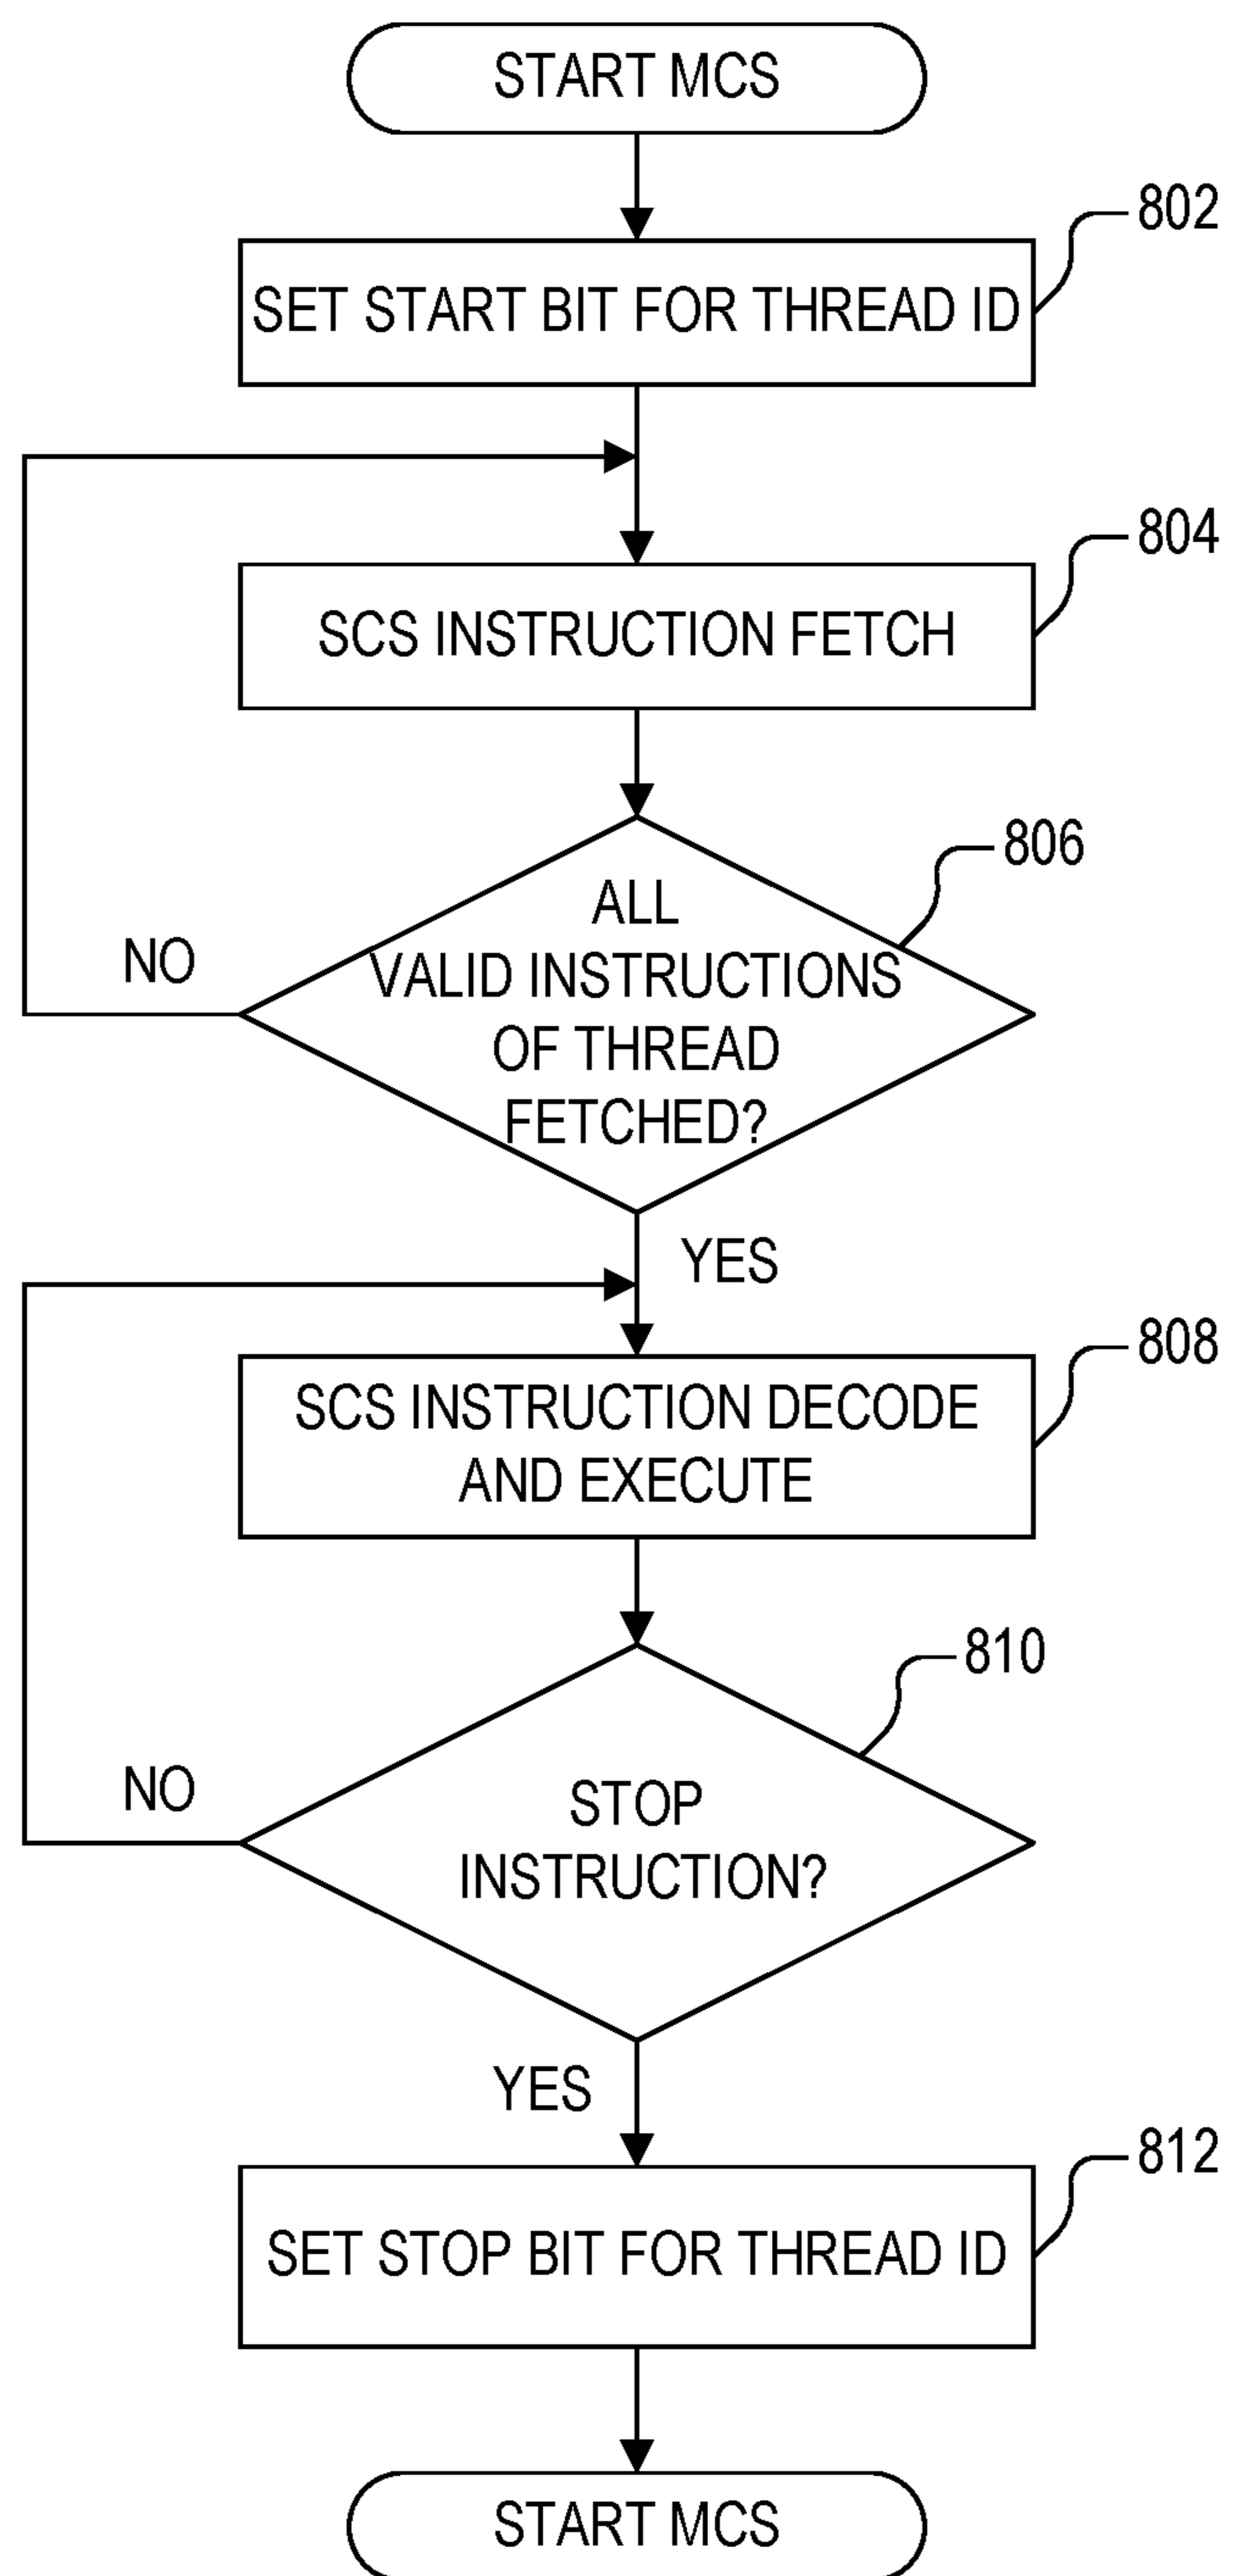 START MCS
802
SET START BIT FOR THREAD ID
804
SCS INSTRUCTION FETCH
806
ALL
VALID INSTRUCTIONS
OF THREAD
FETCHED?
NO
YES
808
SCS INSTRUCTION DECODE
AND EXECUTE
810
STOP
INSTRUCTION?
NO
YES
812
SET STOP BIT FOR THREAD ID
START MCS